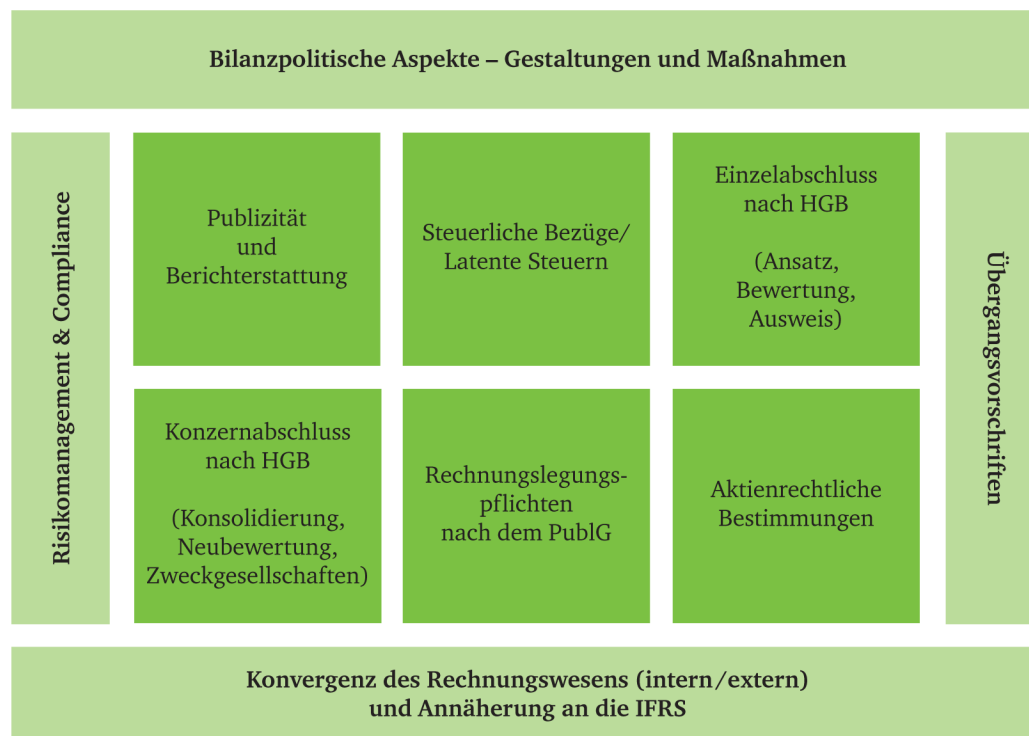 Bilanzpolitische Aspekte – Gestaltungen und Maßnahmen
Risikomanagement & Compliance
Publizität
und
Berichterstattung
Steuerliche Bezüge/
Latente Steuern
Einzelabschluss
nach HGB
(Ansatz,
Bewertung,
Ausweis)
Konzernabschluss
nach HGB
(Konsolidierung,
Neubewertung,
Zweckgesellschaften)
Rechnungslegungs-
pflichten
nach dem PublG
Aktienrechtliche
Bestimmungen
Übergangsvorschriften
Konvergenz des Rechnungswesens (intern/extern)
und Annäherung an die IFRS